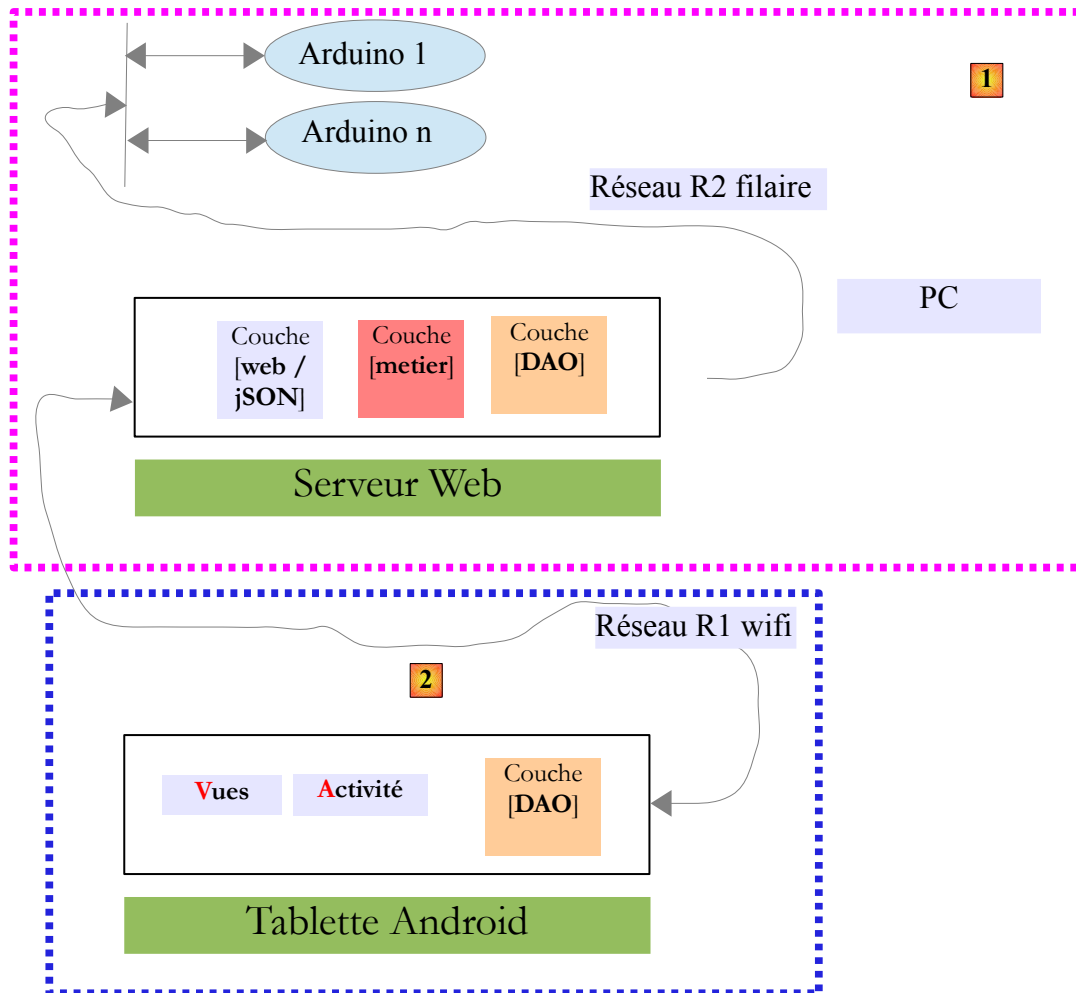 Arduino 1
1
Arduino n
Réseau R2 filaire
PC
Couche
[web /
jSON]
Couche
[metier]
Couche
[DAO]
Serveur Web
Réseau R1 wifi
2
Vues
Activité
Couche
[DAO]
Tablette Android